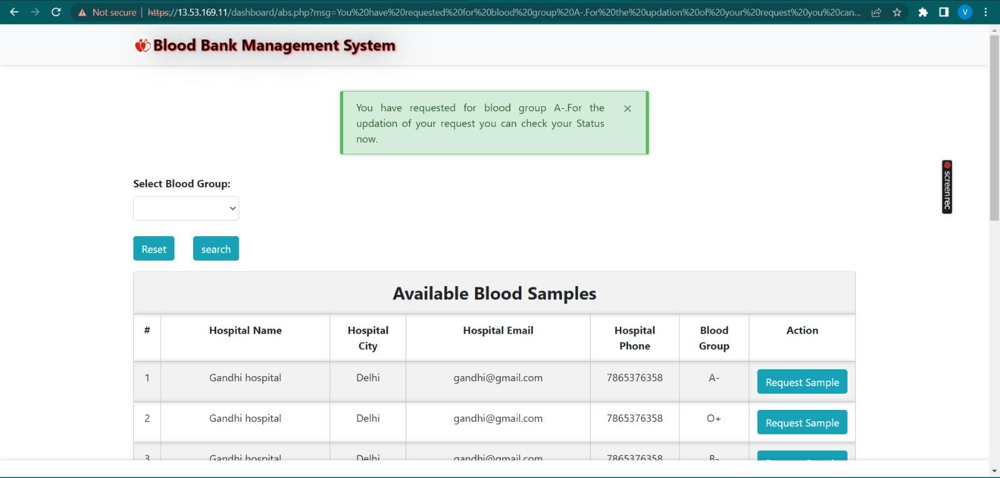 Not secure | https://13.53.169.11/dashboard/abs.php?msg=You%20have%20requested%20for%20blood%20group%20A-.For%20the%20updation%20of%20your%20request%20you%20can...
V
Blood Bank Management System
You have requested for blood group A-.For the
updation of your request you can check your Status
now.
×
screenrec
Select Blood Group:
Reset search
Available Blood Samples
# Hospital Name Hospital City Hospital Email Hospital Phone Blood Group Action
1 Gandhi hospital Delhi gandhi@gmail.com 7865376358 A- Request Sample
2 Gandhi hospital Delhi gandhi@gmail.com 7865376358 O+ Request Sample
3 Gandhi hospital Delhi gandhi@gmail.com 7865376358 B-